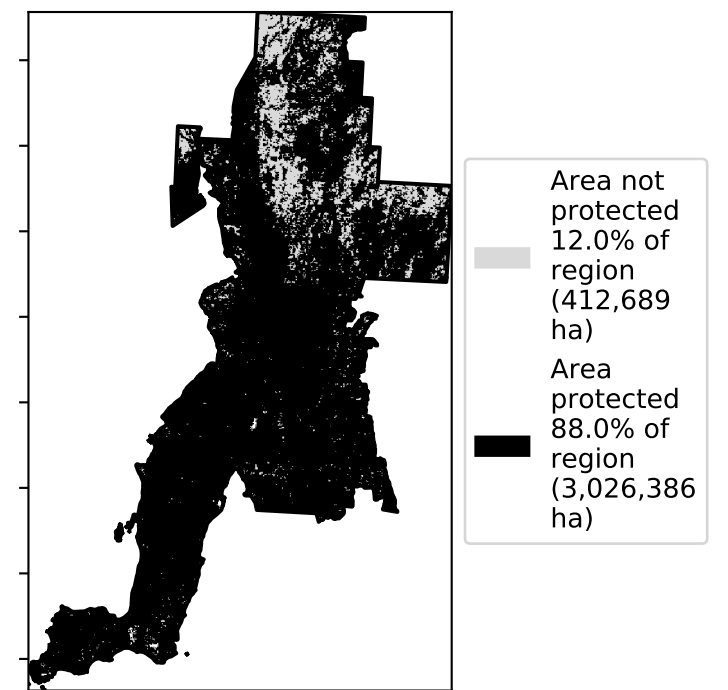 Area not
protected
12.0% of
region
(412,689
ha)
Area
protected
88.0% of
region
(3,026,386
ha)